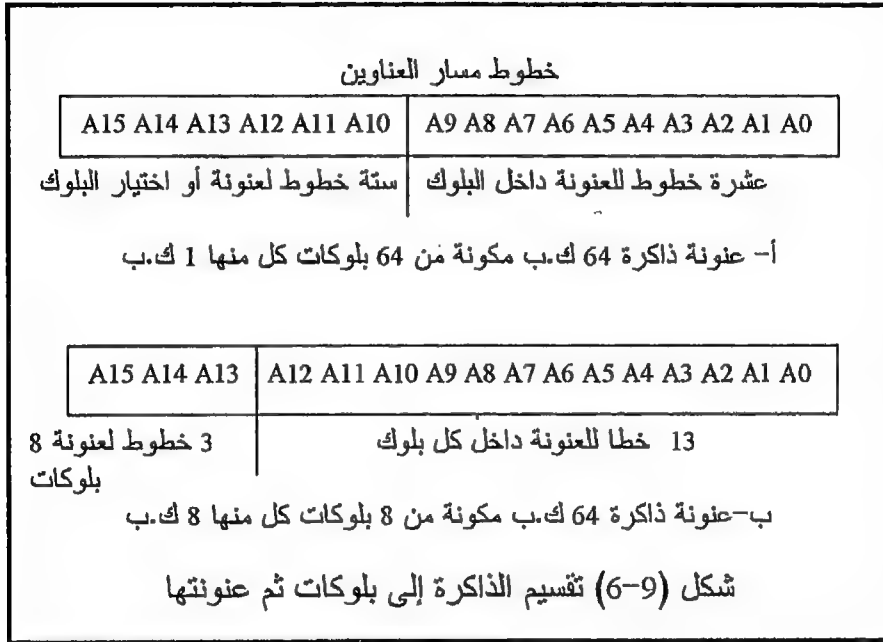 خطوط مسار العناوين
A15 A14 A13 A12 A11 A10 A9 A8 A7 A6 A5 A4 A3 A2 A1 A0
عشرة خطوط للعنونة داخل البلوك
ستة خطوط لعنونة أو اختيار البلوك
أ- عنونة ذاكرة 64 ك.ب مكونة من 64 بلوكات كل منها 1 ك.ب
A15 A14 A13 A12 A11 A10 A9 A8 A7 A6 A5 A4 A3 A2 A1 A0
13 خطا للعنونة داخل كل بلوك
3 خطوط لعنونة 8
بلوكات
ب-عنونة ذاكرة 64 ك.ب مكونة من 8 بلوكات كل منها 8 ك.ب
شكل (9-6) تقسيم الذاكرة إلى بلوكات ثم عنونتها